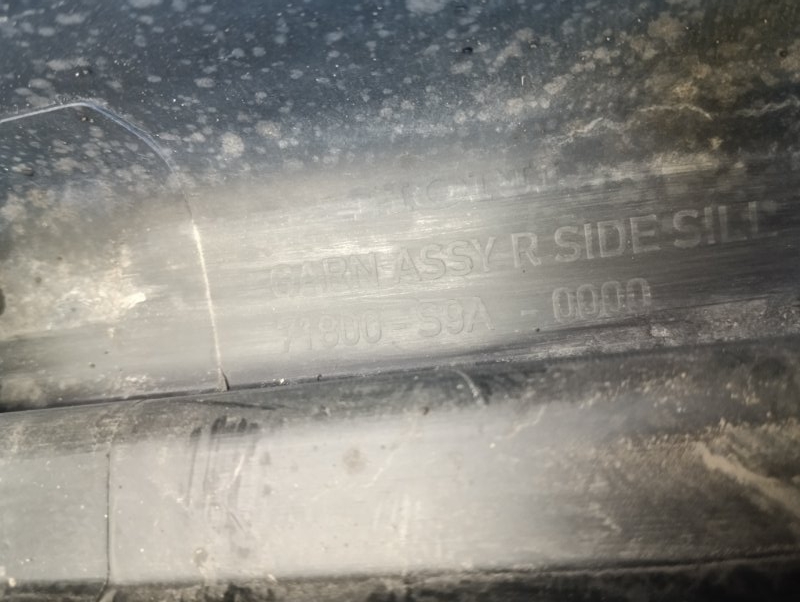 GARN ASSY R SIDE SILL
71800-S9A - 0000